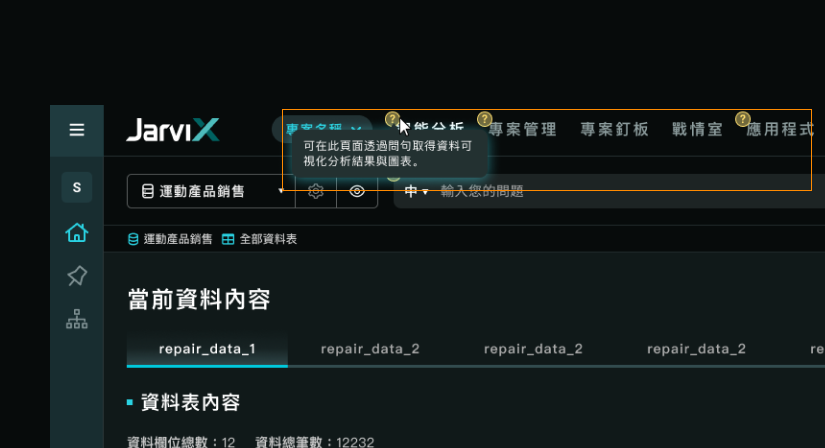 JarviX
專案名稱 智能分析 專案管理 專案釘板 戰情室 應用程式
可在此頁面透過問句取得資料可
視化分析結果與圖表。
S
運動產品銷售
中 輸入您的問題
運動產品銷售 全部資料表
當前資料內容
repair_data_1 repair_data_2 repair_data_2 repair_data_2 re
資料表內容
資料欄位總數：12 資料總筆數：12232